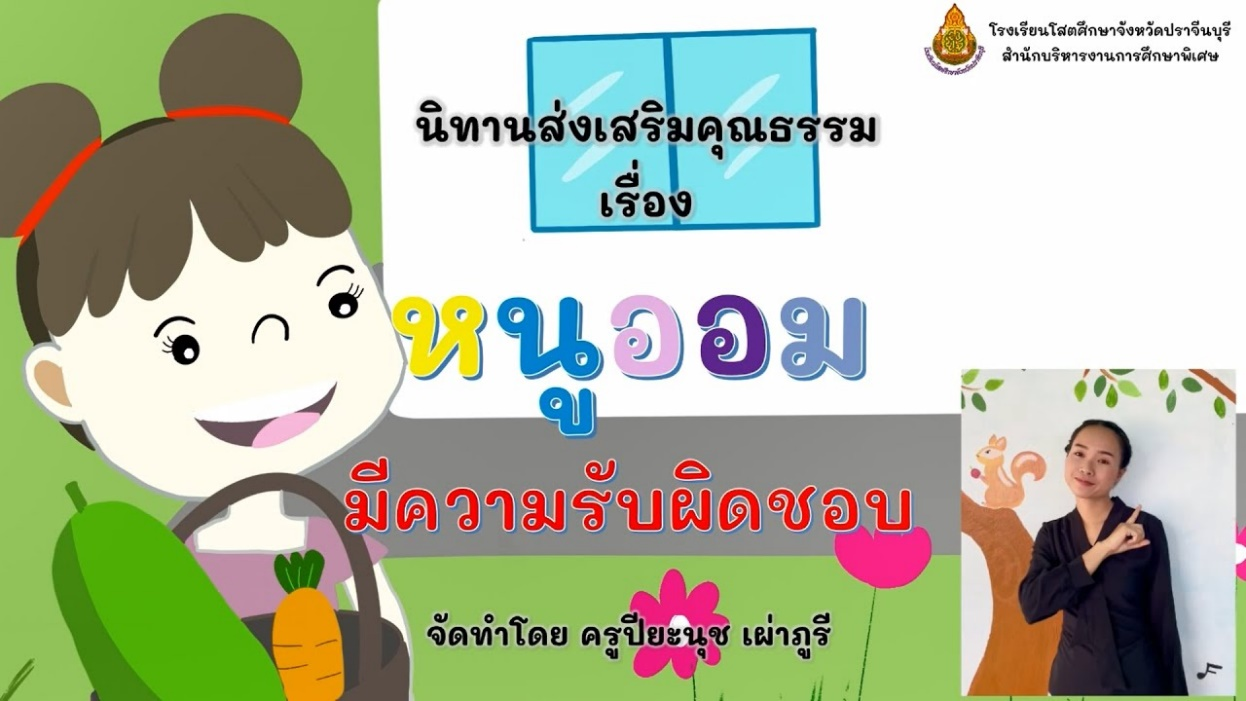 โรงเรียนโสตศึกษาจังหวัดปราจีนบุรี
สำนักบริหารงานการศึกษาพิเศษ
นิทานส่งเสริมคุณธรรม
เรื่อง
หนูออม
มีความรับผิดชอบ
จัดทำโดย ครูปิยะนุช เผ่าภูรี